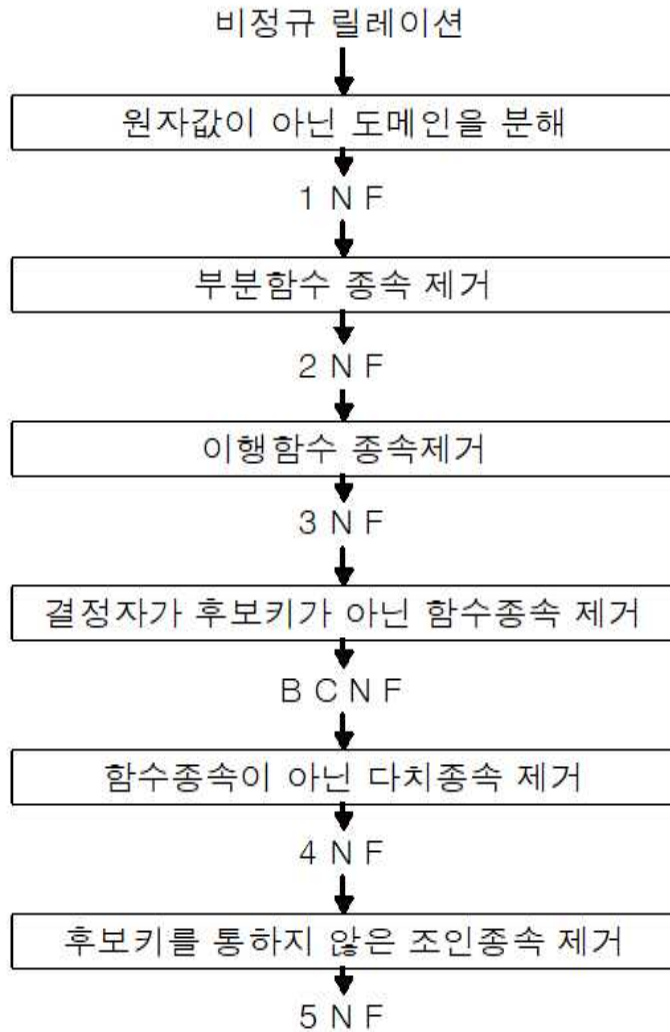 비정규 릴레이션
원자값이 아닌 도메인을 분해
1 N F
부분함수 종속 제거
2 N F
이행함수 종속제거
3 N F
결정자가 후보키가 아닌 함수종속 제거
B C N F
함수종속이 아닌 다치종속 제거
4 N F
후보키를 통하지 않은 조인종속 제거
5 N F